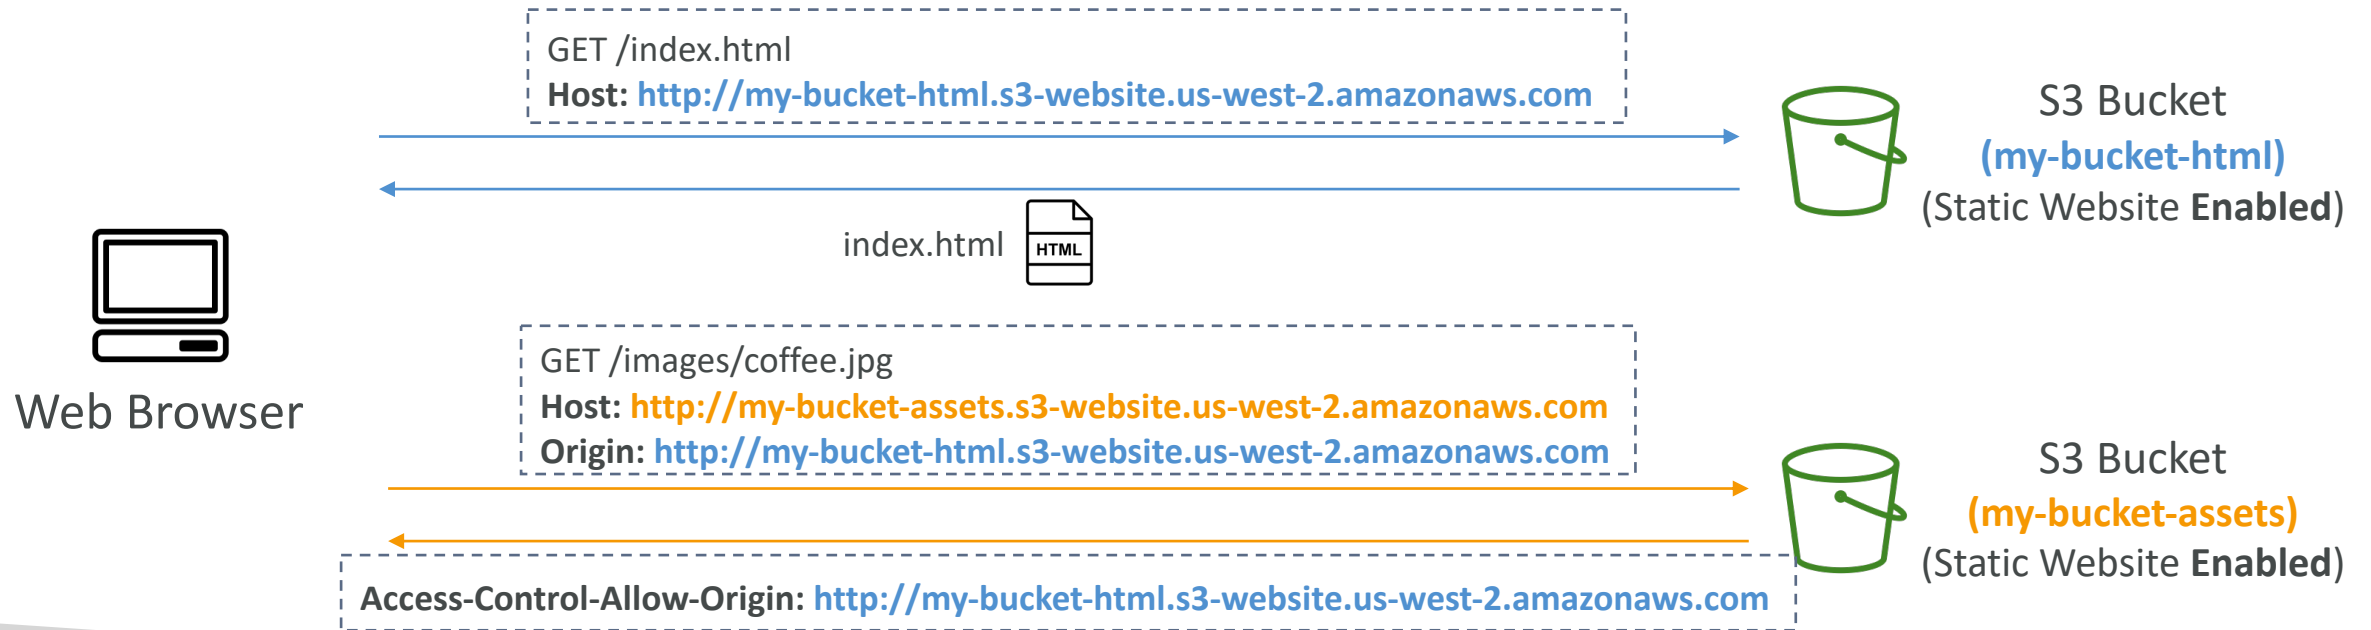 GET /index.html
Host: http://my-bucket-html.s3-website.us-west-2.amazonaws.com
S3 Bucket
(my-bucket-html)
(Static Website Enabled)
index.html
HTML
Web Browser
GET /images/coffee.jpg
Host: http://my-bucket-assets.s3-website.us-west-2.amazonaws.com
Origin: http://my-bucket-html.s3-website.us-west-2.amazonaws.com
S3 Bucket
(my-bucket-assets)
(Static Website Enabled)
Access-Control-Allow-Origin: http://my-bucket-html.s3-website.us-west-2.amazonaws.com